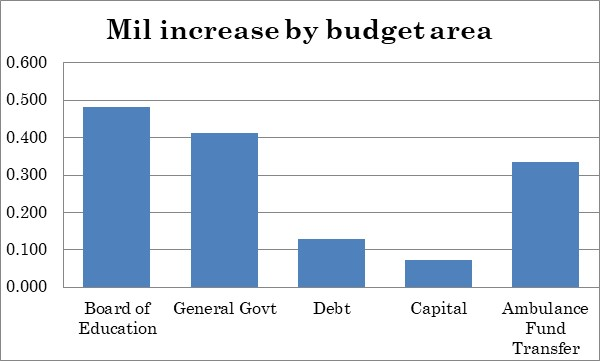 Mil increase by budget area
0.600
0.500
0.400
0.300
0.200
0.100
0.000
Board of
Education
General Govt
Debt
Capital
Ambulance
Fund
Transfer